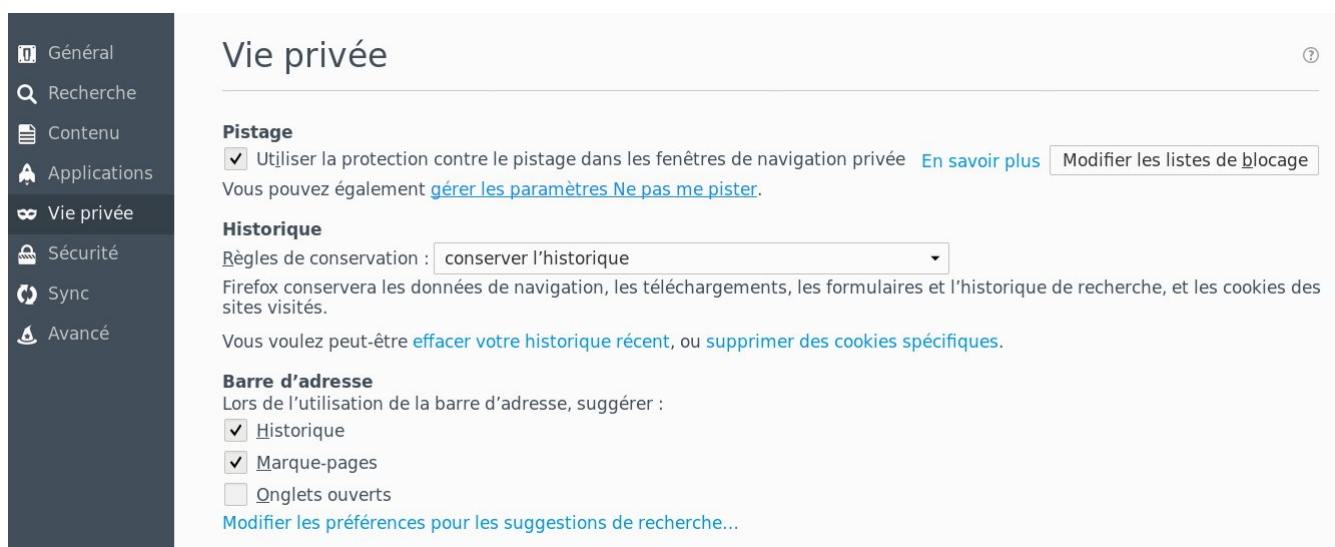 Général
Recherche
Contenu
Applications
Vie privée
Sécurité
Sync
Avancé
Vie privée
?
Pistage
Utiliser la protection contre le pistage dans les fenêtres de navigation privée En savoir plus Modifier les listes de blocage
Vous pouvez également gérer les paramètres Ne pas me pister.
Historique
Règles de conservation : conserver l’historique
Firefox conservera les données de navigation, les téléchargements, les formulaires et l’historique de recherche, et les cookies des
sites visités.
Vous voulez peut-être effacer votre historique récent, ou supprimer des cookies spécifiques.
Barre d’adresse
Lors de l’utilisation de la barre d’adresse, suggérer :
Historique
Marque-pages
Onglets ouverts
Modifier les préférences pour les suggestions de recherche…